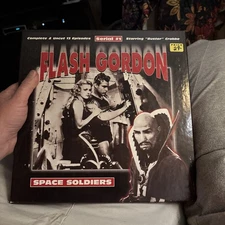 Complete & Uncut 13 Episodes Serial #1 Starring "Buster" Crabbe
FLASH GORDON
SPACE SOLDIERS